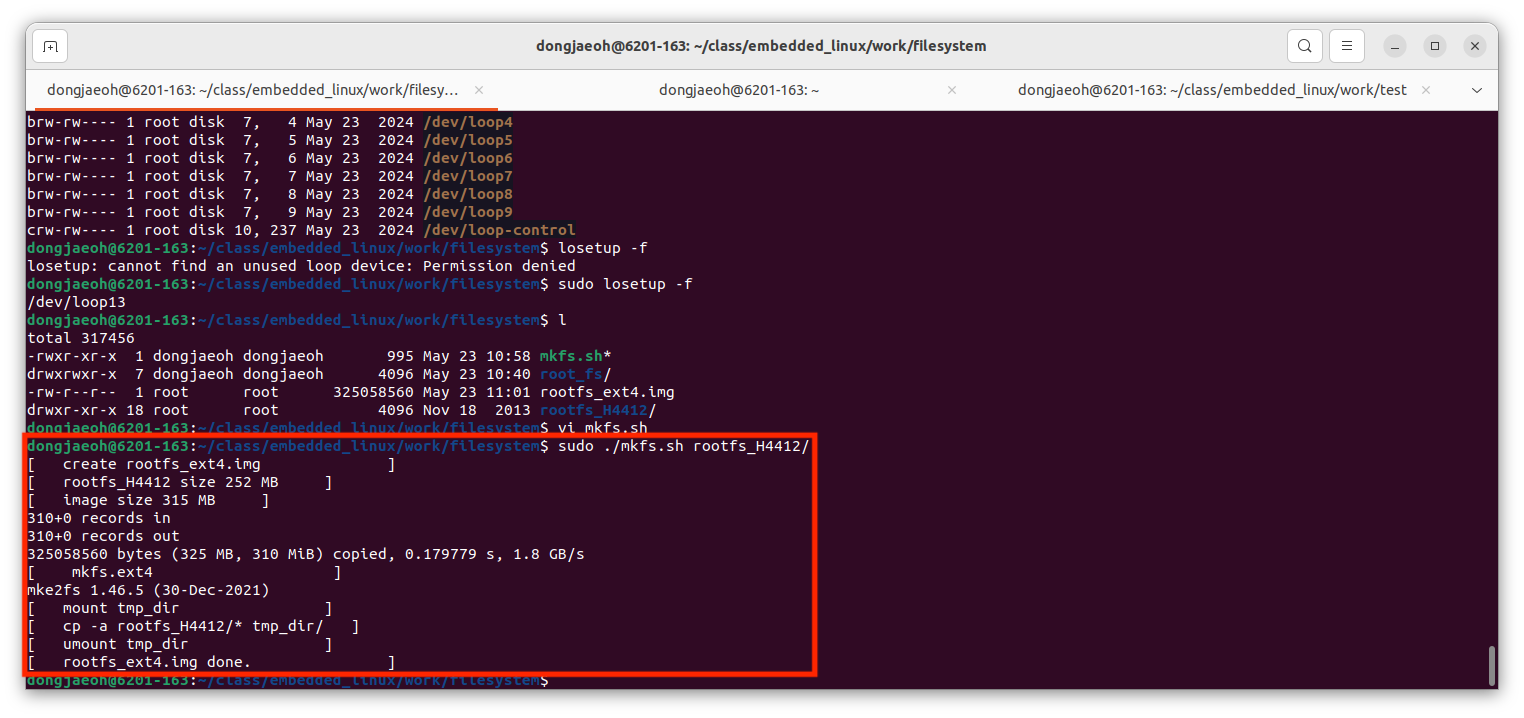 dongjaeoh@6201-163: ~/class/embedded_linux/work/filesystem
dongjaeoh@6201-163: ~/class/embedded_linux/work/filesy…
dongjaeoh@6201-163: ~
dongjaeoh@6201-163: ~/class/embedded_linux/work/test
brw-rw---- 1 root disk  7,   4 May 23  2024 /dev/loop4
brw-rw---- 1 root disk  7,   5 May 23  2024 /dev/loop5
brw-rw---- 1 root disk  7,   6 May 23  2024 /dev/loop6
brw-rw---- 1 root disk  7,   7 May 23  2024 /dev/loop7
brw-rw---- 1 root disk  7,   8 May 23  2024 /dev/loop8
brw-rw---- 1 root disk  7,   9 May 23  2024 /dev/loop9
crw-rw---- 1 root disk 10, 237 May 23  2024 /dev/loop-control
dongjaeoh@6201-163:~/class/embedded_linux/work/filesystem$ losetup -f
losetup: cannot find an unused loop device: Permission denied
dongjaeoh@6201-163:~/class/embedded_linux/work/filesystem$ sudo losetup -f
/dev/loop13
dongjaeoh@6201-163:~/class/embedded_linux/work/filesystem$ l
total 317456
-rwxr-xr-x  1 dongjaeoh dongjaeoh       995 May 23 10:58 mkfs.sh*
drwxrwxr-x  7 dongjaeoh dongjaeoh      4096 May 23 10:40 root_fs/
-rw-r--r--  1 root      root      325058560 May 23 11:01 rootfs_ext4.img
drwxr-xr-x 18 root      root           4096 Nov 18  2013 rootfs_H4412/
dongjaeoh@6201-163:~/class/embedded_linux/work/filesystem$ vi mkfs.sh
dongjaeoh@6201-163:~/class/embedded_linux/work/filesystem$ sudo ./mkfs.sh rootfs_H4412/
[   create rootfs_ext4.img              ]
[   rootfs_H4412 size 252 MB     ]
[   image size 315 MB     ]
310+0 records in
310+0 records out
325058560 bytes (325 MB, 310 MiB) copied, 0.179779 s, 1.8 GB/s
[    mkfs.ext4                    ]
mke2fs 1.46.5 (30-Dec-2021)
[   mount tmp_dir                ]
[   cp -a rootfs_H4412/* tmp_dir/   ]
[   umount tmp_dir               ]
[   rootfs_ext4.img done.               ]
dongjaeoh@6201-163:~/class/embedded_linux/work/filesystem$